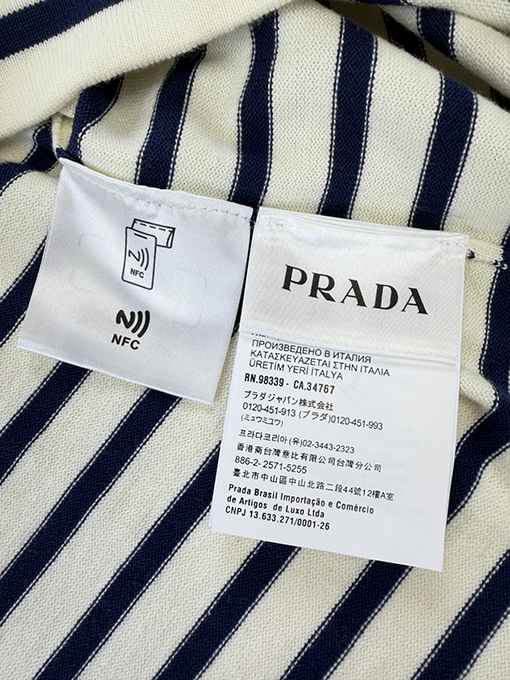 NFC
NFC
PRADA
ПРОИЗВЕДЕНО В ИТАЛИЯ
ΚΑΤΑΣΚΕΥΑΖΕΤΑΙ ΣΤΗΝ ΙΤΑΛΙΑ
ÜRETİM YERİ İTALYA
RN.98339 - CA.34767
プラダジャパン株式会社
0120-451-913 (プラダ)0120-451-993
(ミュウミュウ)
프라다코리아(유)02-3443-2323
香港商台灣意比有限公司台灣分公司
886-2- 2571-5255
臺北市中山區中山北路二段44號12樓A室
Prada Brasil Importação e Comércio
de Artigos de Luxo Ltda
CNPJ 13.633.271/0001-26